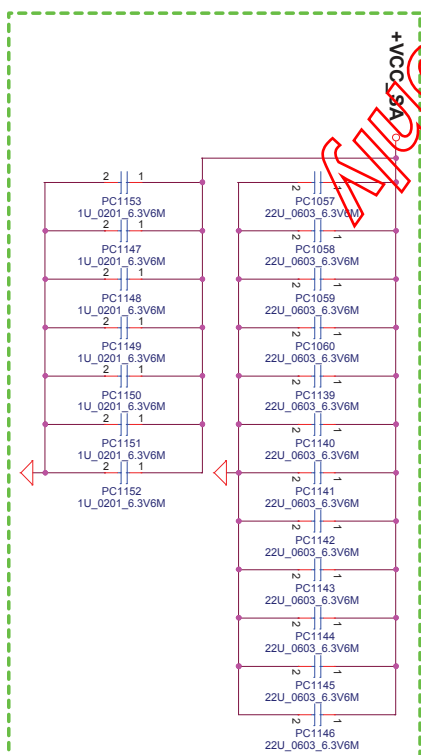 +VCC_SA
2 1
PC1153
1U_0201_6.3V6M
2 1
PC1147
1U_0201_6.3V6M
2 1
PC1148
1U_0201_6.3V6M
2 1
PC1149
1U_0201_6.3V6M
2 1
PC1150
1U_0201_6.3V6M
2 1
PC1151
1U_0201_6.3V6M
2 1
PC1152
1U_0201_6.3V6M
2 1
PC1057
22U_0603_6.3V6M
2 1
PC1058
22U_0603_6.3V6M
2 1
PC1059
22U_0603_6.3V6M
2 1
PC1060
22U_0603_6.3V6M
2 1
PC1139
22U_0603_6.3V6M
2 1
PC1140
22U_0603_6.3V6M
2 1
PC1141
22U_0603_6.3V6M
2 1
PC1142
22U_0603_6.3V6M
2 1
PC1143
22U_0603_6.3V6M
2 1
PC1144
22U_0603_6.3V6M
2 1
PC1145
22U_0603_6.3V6M
2 1
PC1146
22U_0603_6.3V6M